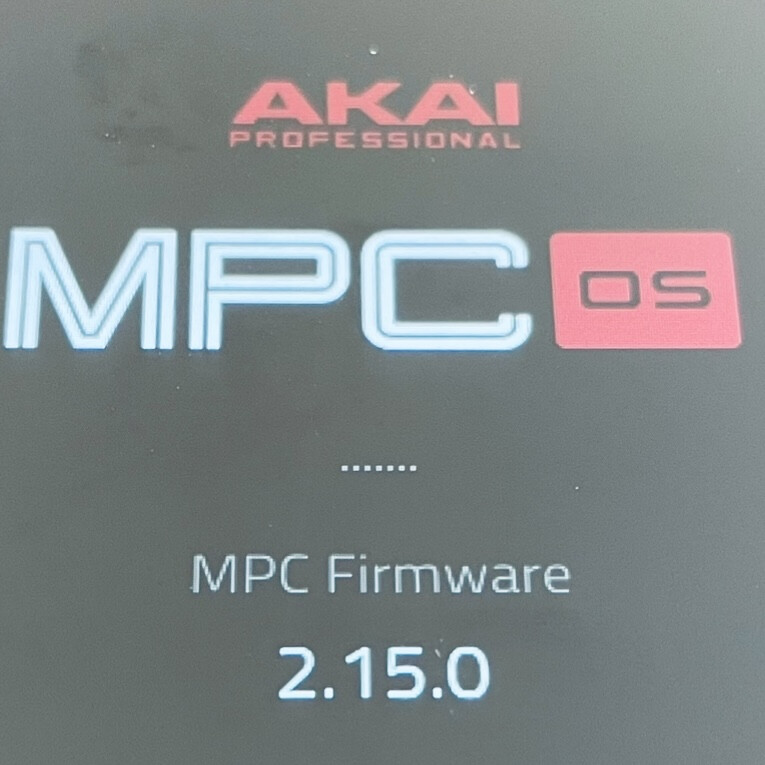 AKAI
PROFESSIONAL
MPC OS
.......
MPC Firmware
2.15.0